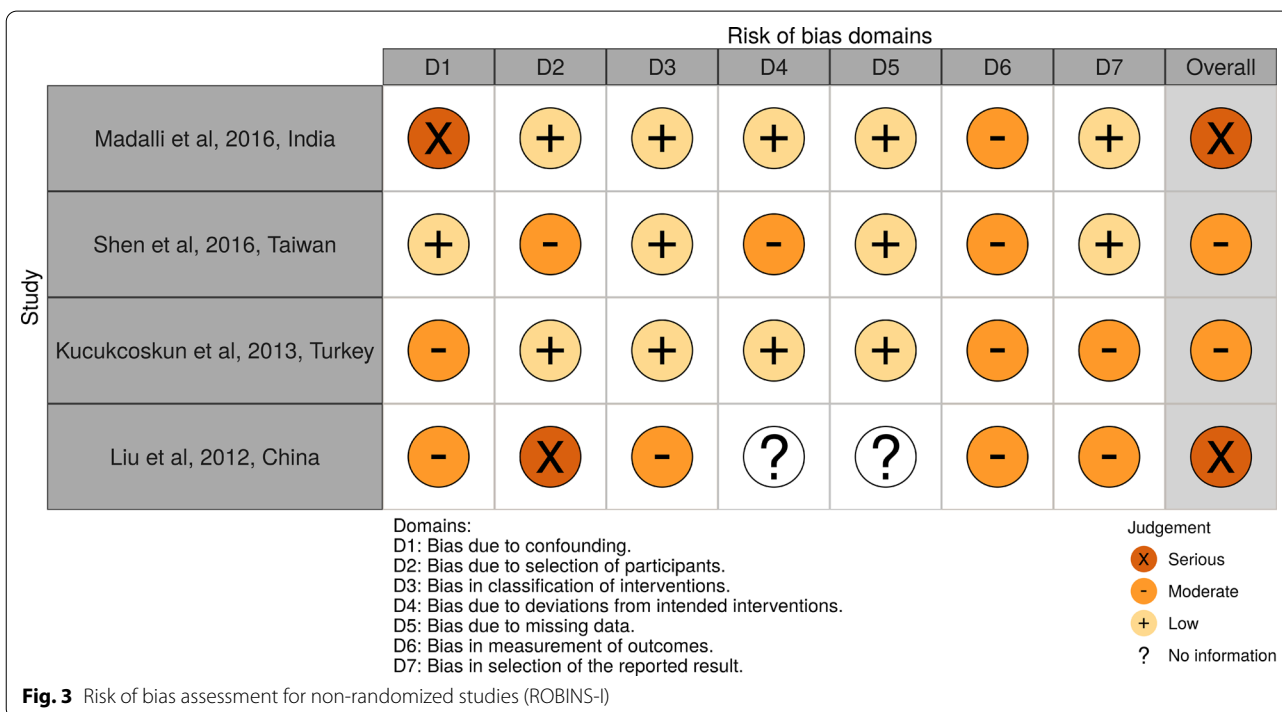 Risk of bias domains
D1 D2 D3 D4 D5 D6 D7 Overall
Study
Madalli et al, 2016, India X + + + + - + X
Shen et al, 2016, Taiwan + - + - + - + -
Kucukcoskun et al, 2013, Turkey - + + + + - - -
Liu et al, 2012, China - X - ? ? - - X
Domains:
D1: Bias due to confounding.
D2: Bias due to selection of participants.
D3: Bias in classification of interventions.
D4: Bias due to deviations from intended interventions.
D5: Bias due to missing data.
D6: Bias in measurement of outcomes.
D7: Bias in selection of the reported result.
Judgement
X Serious
- Moderate
+ Low
? No information
Fig. 3 Risk of bias assessment for non-randomized studies (ROBINS-I)